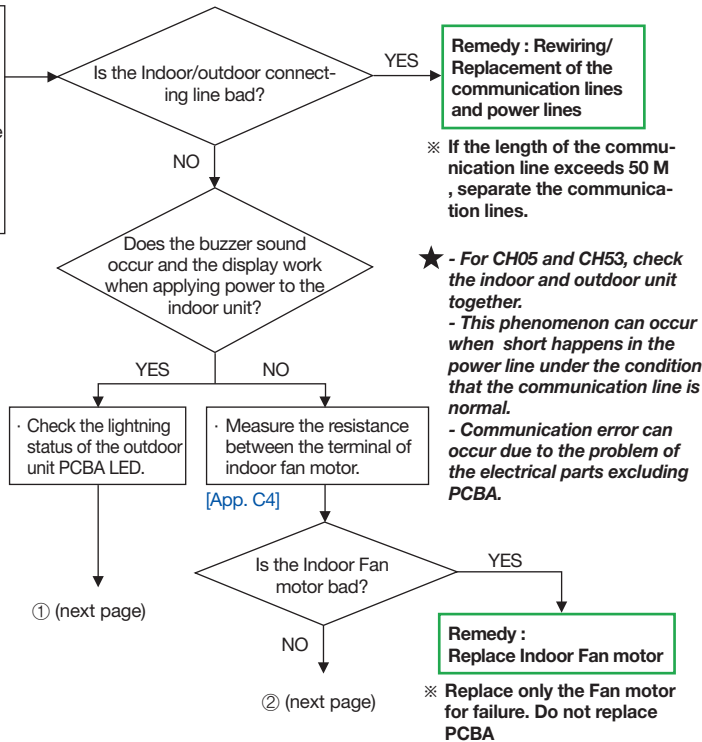 Is the Indoor/outdoor connect-
ing line bad?
YES
Remedy : Rewiring/
Replacement of the
communication lines
and power lines
※ If the length of the commu-
nication line exceeds 50 M
, separate the communica-
tion lines.
NO
Does the buzzer sound
occur and the display work
when applying power to the
indoor unit?
★ - For CH05 and CH53, check
the indoor and outdoor unit
together.
- This phenomenon can occur
when short happens in the
power line under the condition
that the communication line is
normal.
- Communication error can
occur due to the problem of
the electrical parts excluding
PCBA.
YES
NO
· Check the lightning
status of the outdoor
unit PCBA LED.
· Measure the resistance
between the terminal of
indoor fan motor.
[App. C4]
① (next page)
Is the Indoor Fan
motor bad?
YES
Remedy :
Replace Indoor Fan motor
NO
② (next page)
※ Replace only the Fan motor
for failure. Do not replace
PCBA